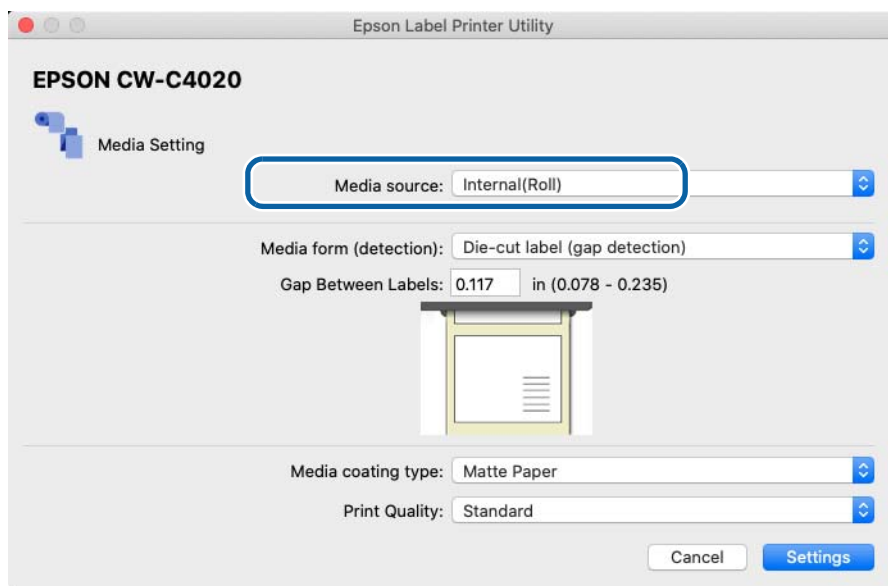 Epson Label Printer Utility
EPSON CW-C4020
Media Setting
Media source: Internal(Roll)
Media form (detection): Die-cut label (gap detection)
Gap Between Labels: 0.117 in (0.078 - 0.235)
Media coating type: Matte Paper
Print Quality: Standard
Cancel Settings